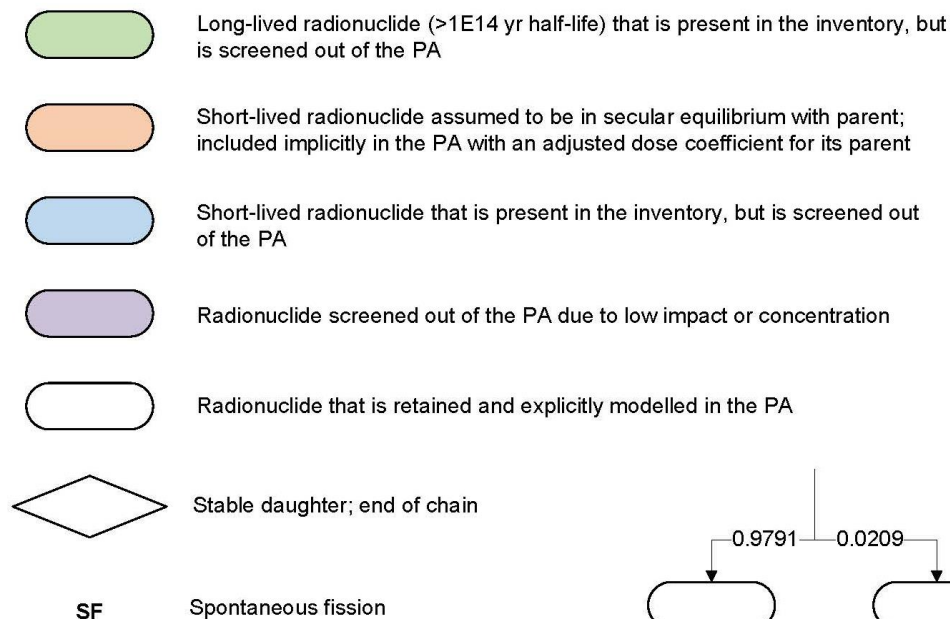 Long-lived radionuclide (>1E14 yr half-life) that is present in the inventory, but
is screened out of the PA
Short-lived radionuclide assumed to be in secular equilibrium with parent;
included implicitly in the PA with an adjusted dose coefficient for its parent
Short-lived radionuclide that is present in the inventory, but is screened out
of the PA
Radionuclide screened out of the PA due to low impact or concentration
Radionuclide that is retained and explicitly modelled in the PA
Stable daughter; end of chain
0.9791 0.0209
SF Spontaneous fission